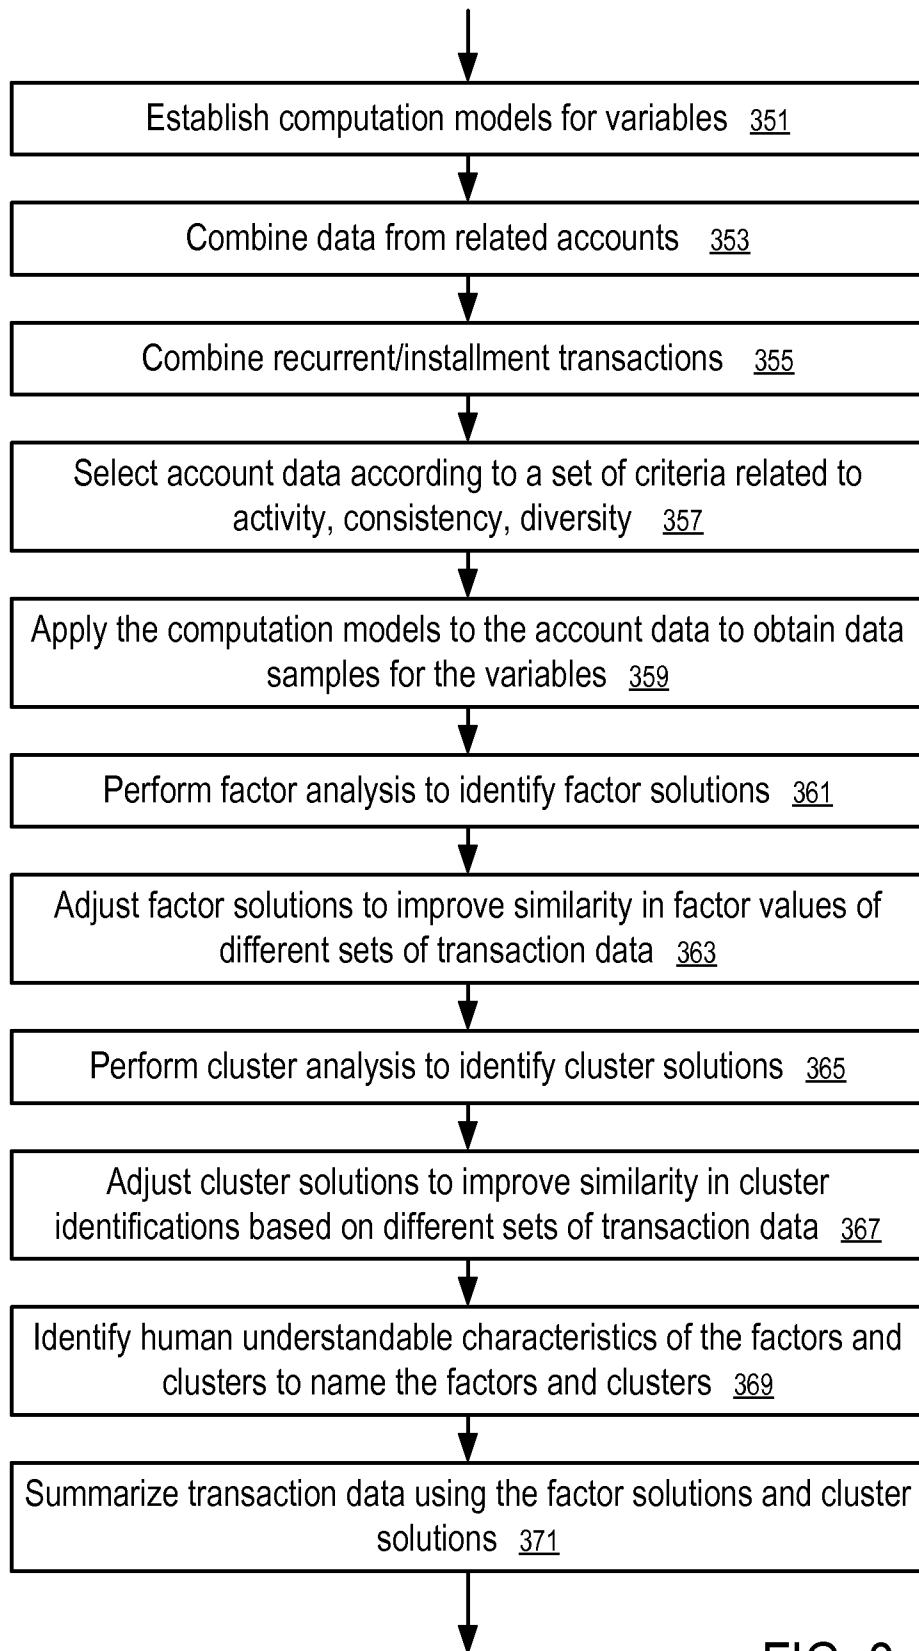 Establish computation models for variables 351
Combine data from related accounts 353
Combine recurrent/installment transactions 355
Select account data according to a set of criteria related to
activity, consistency, diversity 357
Apply the computation models to the account data to obtain data
samples for the variables 359
Perform factor analysis to identify factor solutions 361
Adjust factor solutions to improve similarity in factor values of
different sets of transaction data 363
Perform cluster analysis to identify cluster solutions 365
Adjust cluster solutions to improve similarity in cluster
identifications based on different sets of transaction data 367
Identify human understandable characteristics of the factors and
clusters to name the factors and clusters 369
Summarize transaction data using the factor solutions and cluster
solutions 371
FIG.